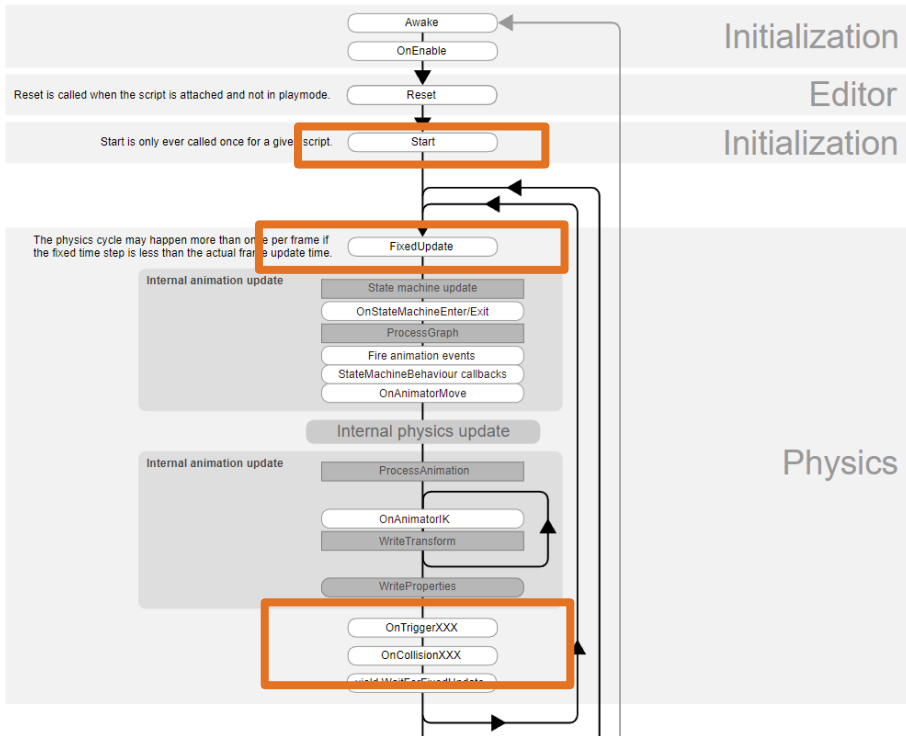 Awake
Initialization
OnEnable
Reset is called when the script is attached and not in playmode.
Reset
Editor
Start is only ever called once for a given script.
Start
Initialization
The physics cycle may happen more than once per frame if
the fixed time step is less than the actual frame update time.
FixedUpdate
Internal animation update
State machine update
OnStateMachineEnter/Exit
ProcessGraph
Fire animation events
StateMachineBehaviour callbacks
OnAnimatorMove
Internal physics update
Physics
Internal animation update
ProcessAnimation
OnAnimatorIK
WriteTransform
WriteProperties
OnTriggerXXX
OnCollisionXXX
yield WaitForFixedUpdate